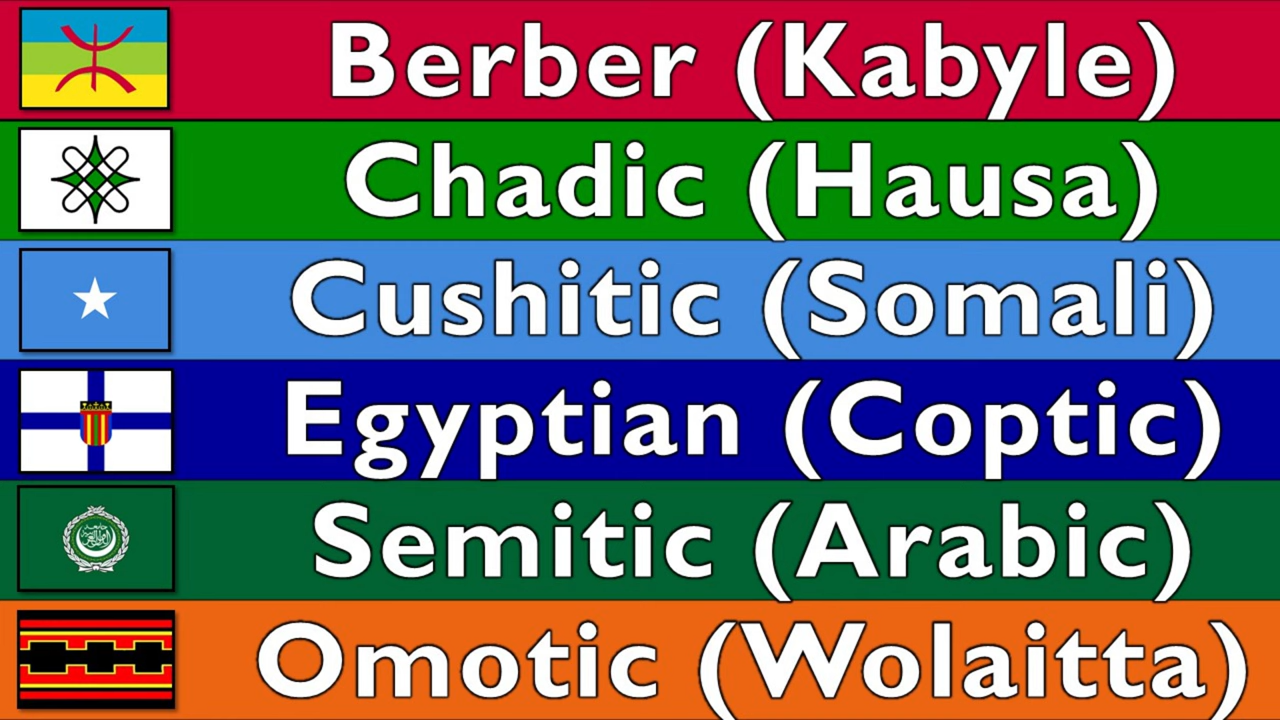 Berber (Kabyle)
Chadic (Hausa)
Cushitic (Somali)
Egyptian (Coptic)
Semitic (Arabic)
Omotic (Wolaitta)